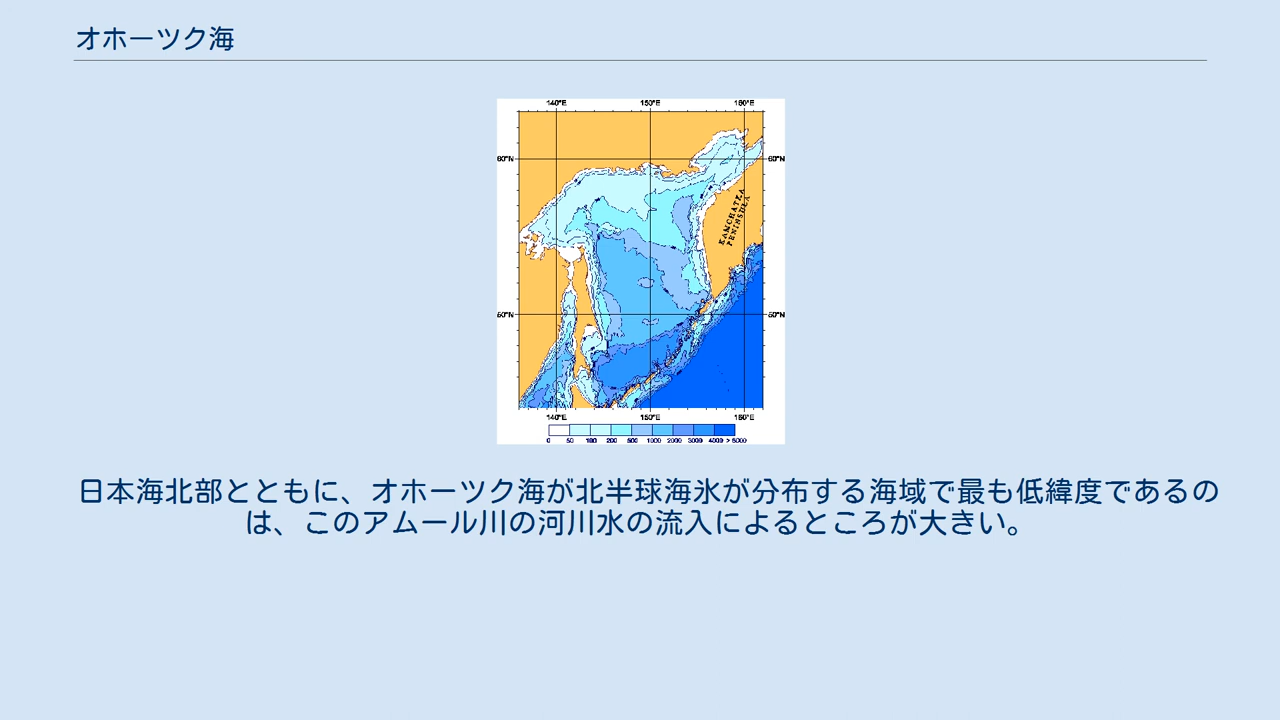 オホーツク海
140°E 150°E 160°E
60°N 60°N
KAMCHATKA
PENINSULA
50°N 50°N
140°E 150°E 160°E
0 50 100 200 500 1000 2000 3000 4000 > 5000
日本海北部とともに、オホーツク海が北半球海氷が分布する海域で最も低緯度であるの
は、このアムール川の河川水の流入によるところが大きい。